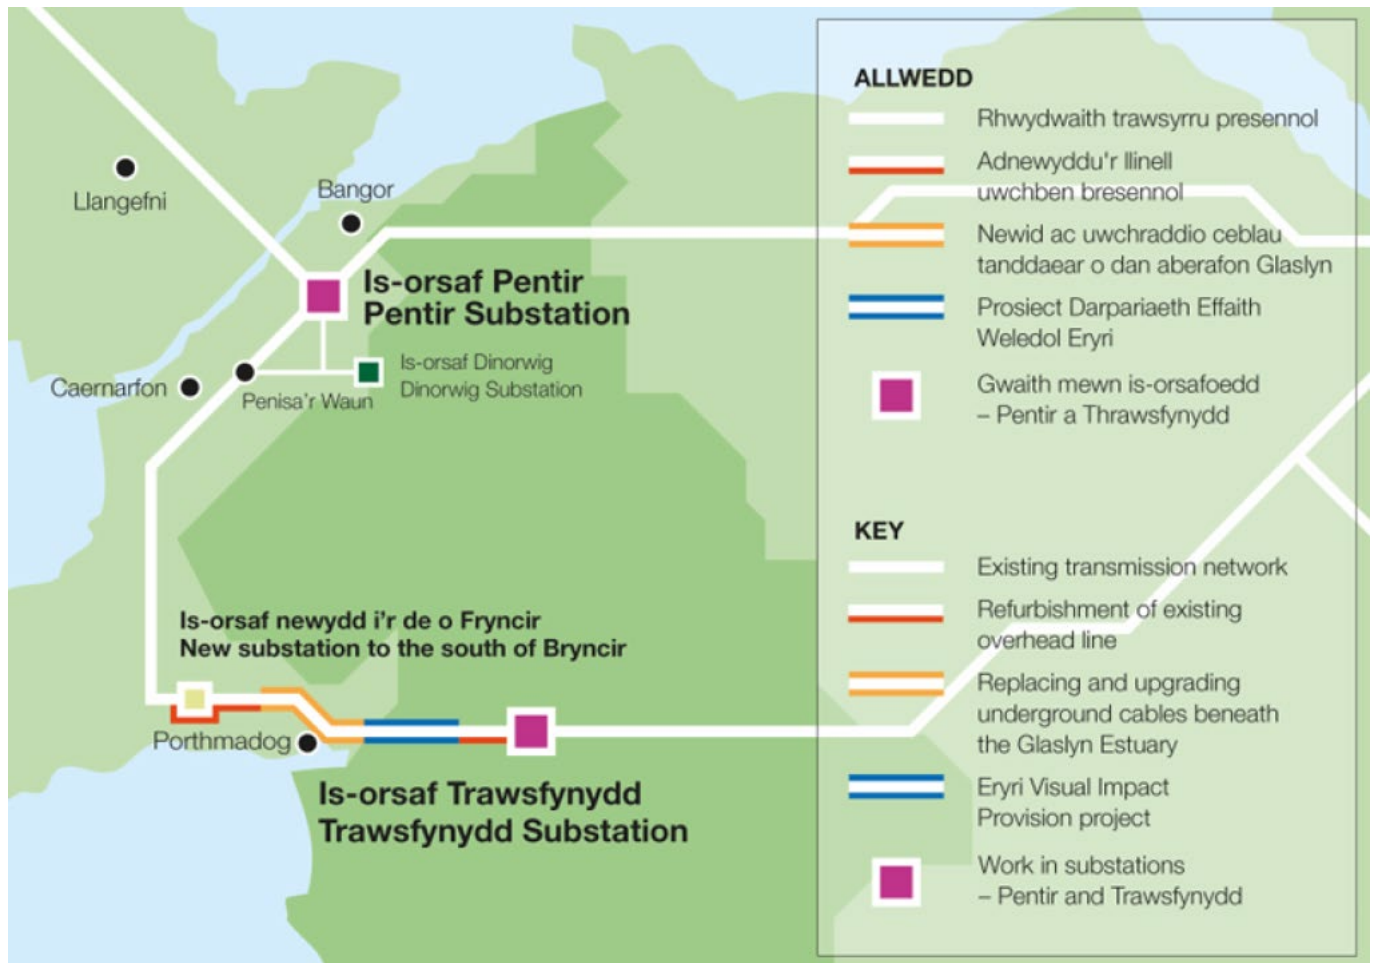 Llangefni
Bangor
Is-orsaf Pentir
Pentir Substation
Is-orsaf Dinorwig
Dinorwig Substation
Caernarfon
Penisa'r Waun
Is-orsaf newydd i'r de o Fryncir
New substation to the south of Bryncir
Porthmadog
Is-orsaf Trawsfynydd
Trawsfynydd Substation
ALLWEDD
Rhwydwaith trawsyrru presennol
Adnewyddu'r llinell
uwchben bresennol
Newid ac uwchraddio ceblau
tanddaear o dan aberafon Glaslyn
Prosiect Darpariaeth Effaith
Weledol Eryri
Gwaith mewn is-orsafoedd
– Pentir a Thrawsfynydd
KEY
Existing transmission network
Refurbishment of existing
overhead line
Replacing and upgrading
underground cables beneath
the Glaslyn Estuary
Eryri Visual Impact
Provision project
Work in substations
– Pentir and Trawsfynydd